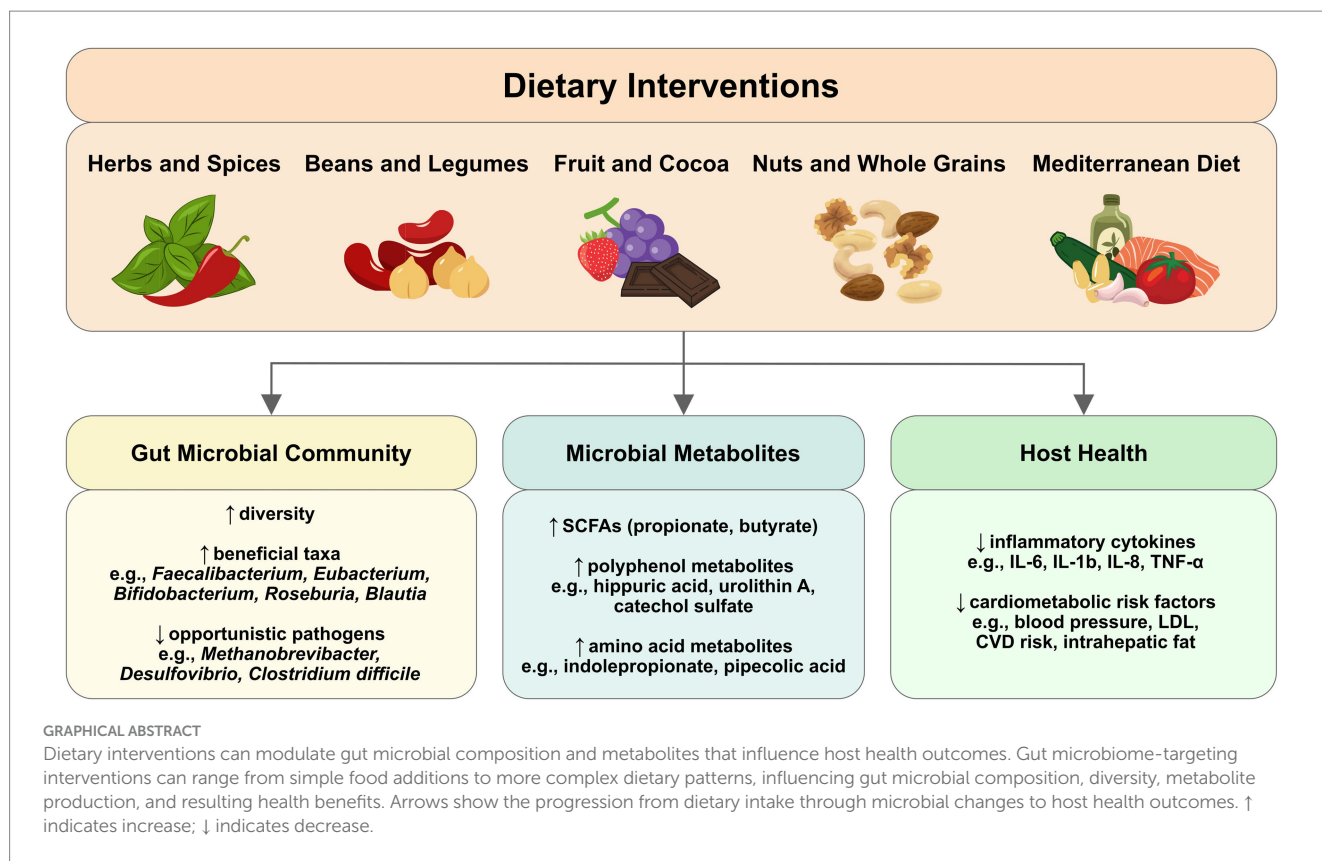 Dietary Interventions
Herbs and Spices
Beans and Legumes
Fruit and Cocoa
Nuts and Whole Grains
Mediterranean Diet
Gut Microbial Community
↑ diversity
↑ beneficial taxa
e.g., Faecalibacterium, Eubacterium,
Bifidobacterium, Roseburia, Blautia
↓ opportunistic pathogens
e.g., Methanobrevibacter,
Desulfovibrio, Clostridium difficile
Microbial Metabolites
↑ SCFAs (propionate, butyrate)
↑ polyphenol metabolites
e.g., hippuric acid, urolithin A,
catechol sulfate
↑ amino acid metabolites
e.g., indolepropionate, pipecolic acid
Host Health
↓ inflammatory cytokines
e.g., IL-6, IL-1b, IL-8, TNF-α
↓ cardiometabolic risk factors
e.g., blood pressure, LDL,
CVD risk, intrahepatic fat
GRAPHICAL ABSTRACT
Dietary interventions can modulate gut microbial composition and metabolites that influence host health outcomes. Gut microbiome-targeting
interventions can range from simple food additions to more complex dietary patterns, influencing gut microbial composition, diversity, metabolite
production, and resulting health benefits. Arrows show the progression from dietary intake through microbial changes to host health outcomes. ↑
indicates increase; ↓ indicates decrease.